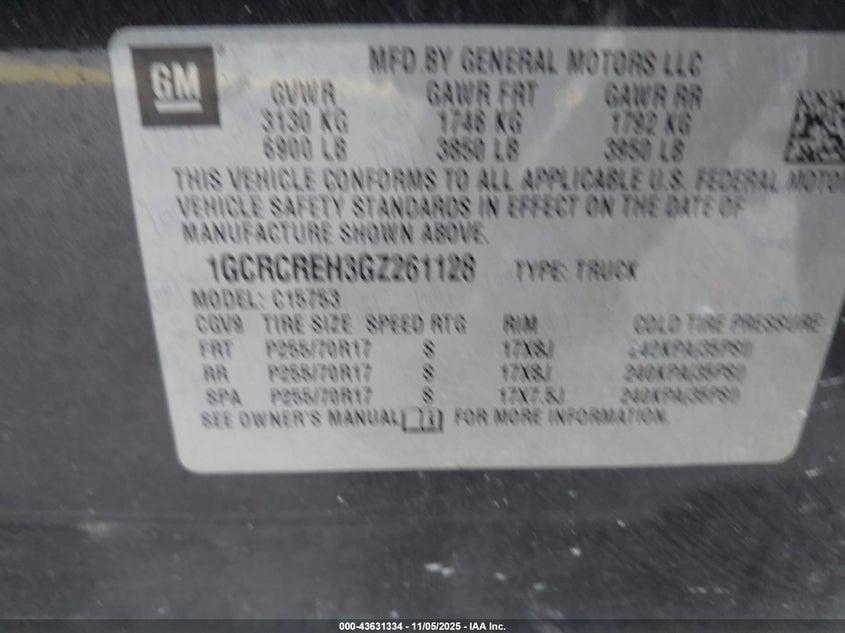 GM
MFD BY GENERAL MOTORS LLC
GVWR GAWR FRT GAWR RR
3130 KG 1746 KG 1792 KG
6900 LB 3850 LB 3950 LB
THIS VEHICLE CONFORMS TO ALL APPLICABLE U.S. FEDERAL MOTOR
VEHICLE SAFETY STANDARDS IN EFFECT ON THE DATE OF
MANUFACTURE SHOWN ABOVE.
1GCRCREH3GZ261128 TYPE: TRUCK
MODEL: C15753
CGV9 TIRE SIZE SPEED RTG RIM COLD TIRE PRESSURE
FRT P255/70R17 S 17X8J 240KPA(35PSI)
RR P255/70R17 S 17X8J 240KPA(35PSI)
SPA P255/70R17 S 17X7.5J 240KPA(35PSI)
SEE OWNER'S MANUAL FOR MORE INFORMATION.
000-43631334 — 11/05/2025 — IAA Inc.